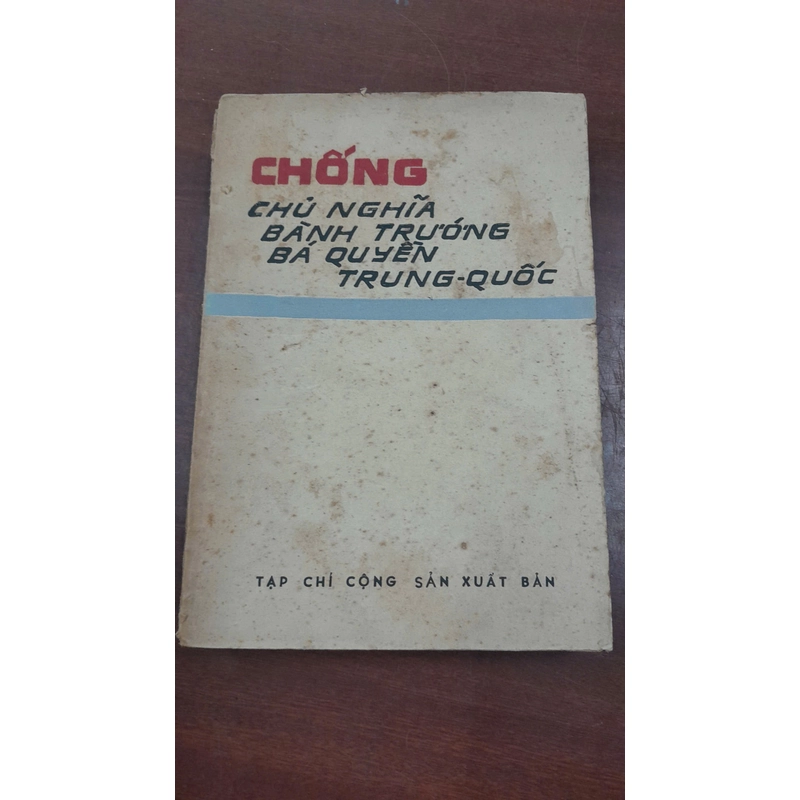 CHỐNG
CHỦ NGHĨA
BÀNH TRƯỚNG
BÁ QUYỀN
TRUNG-QUỐC
TẠP CHÍ CỘNG SẢN XUẤT BẢN